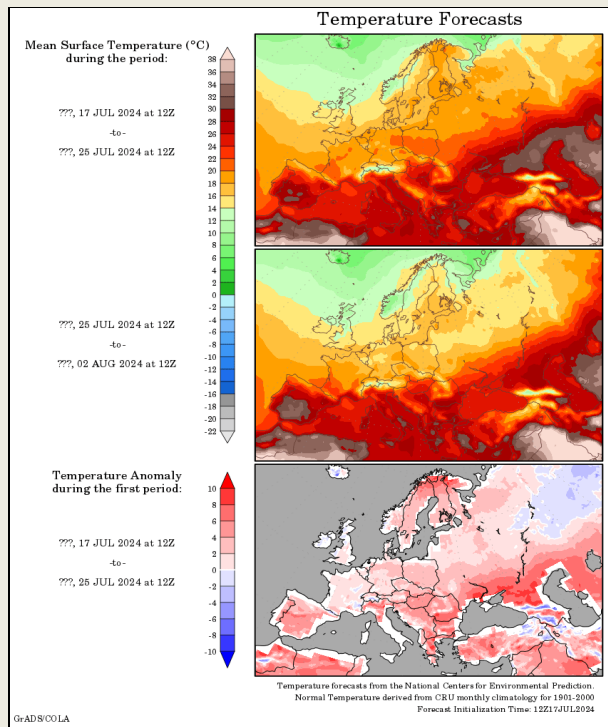 Temperature Forecasts
Mean Surface Temperature (°C)
during the period:
???, 17 JUL 2024 at 12Z
-to-
???, 25 JUL 2024 at 12Z
38
36
34
32
30
28
26
24
22
20
18
16
14
12
10
8
6
4
2
0
-2
-4
-6
-8
-10
-12
-14
-16
-18
-20
-22
???, 25 JUL 2024 at 12Z
-to-
???, 02 AUG 2024 at 12Z
Temperature Anomaly
during the first period:
???, 17 JUL 2024 at 12Z
-to-
???, 25 JUL 2024 at 12Z
10
8
6
4
2
0
-2
-4
-6
-8
-10
Temperature forecasts from the National Centers for Environmental Prediction.
Normal Temperature derived from CRU monthly climatology for 1901-2000
Forecast Initialization Time: 12Z17JUL2024
GrADS/COLA